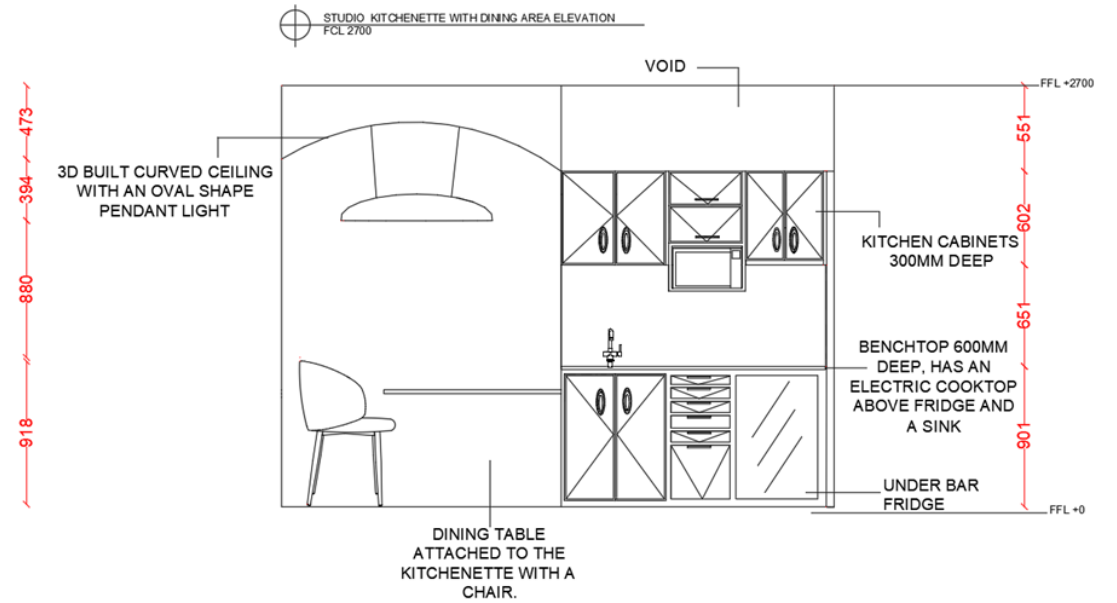 STUDIO KITCHENETTE WITH DINING AREA ELEVATION
FCL 2700
VOID
FFL +2700
473
394
880
918
3D BUILT CURVED CEILING
WITH AN OVAL SHAPE
PENDANT LIGHT
551
602
651
901
KITCHEN CABINETS
300MM DEEP
BENCHTOP 600MM
DEEP, HAS AN
ELECTRIC COOKTOP
ABOVE FRIDGE AND
A SINK
UNDER BAR
FRIDGE
FFL +0
DINING TABLE
ATTACHED TO THE
KITCHENETTE WITH A
CHAIR.